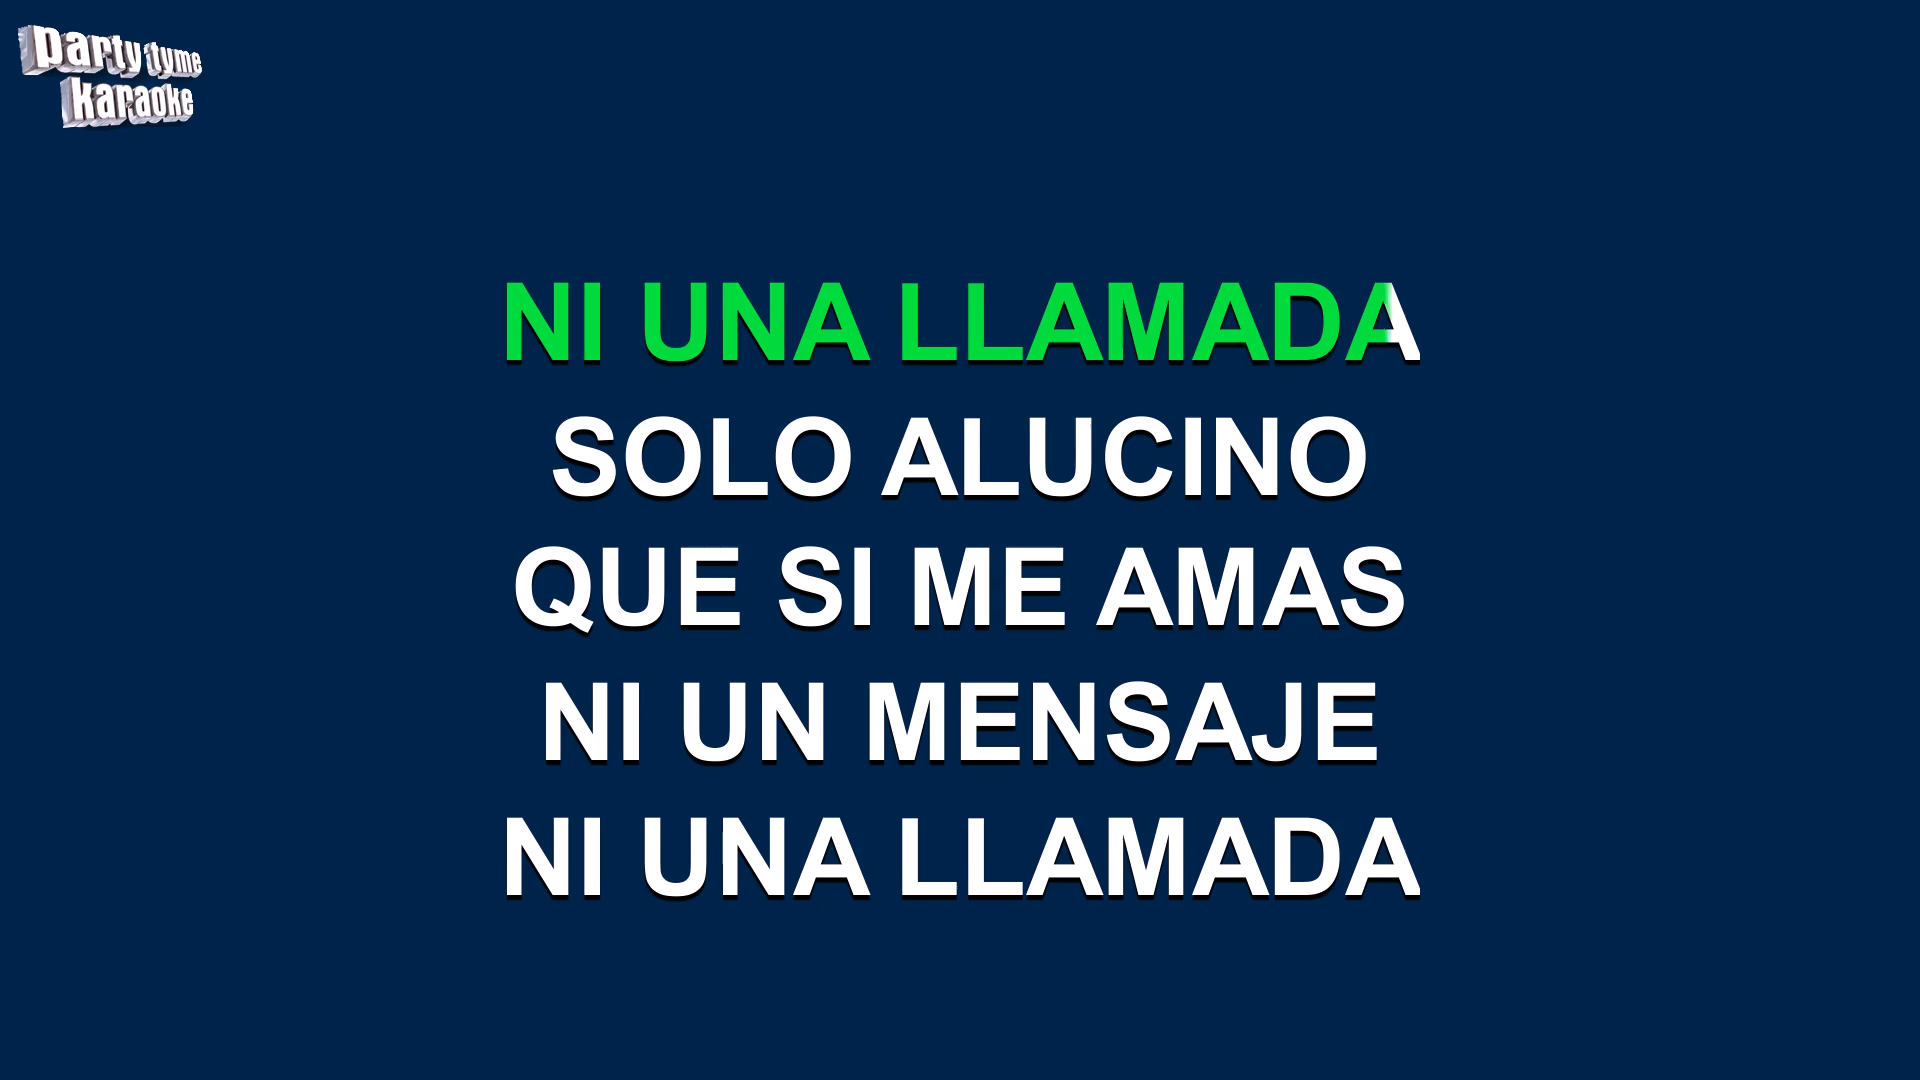 party tyme
karaoke
NI UNA LLAMADA
SOLO ALUCINO
QUE SI ME AMAS
NI UN MENSAJE
NI UNA LLAMADA